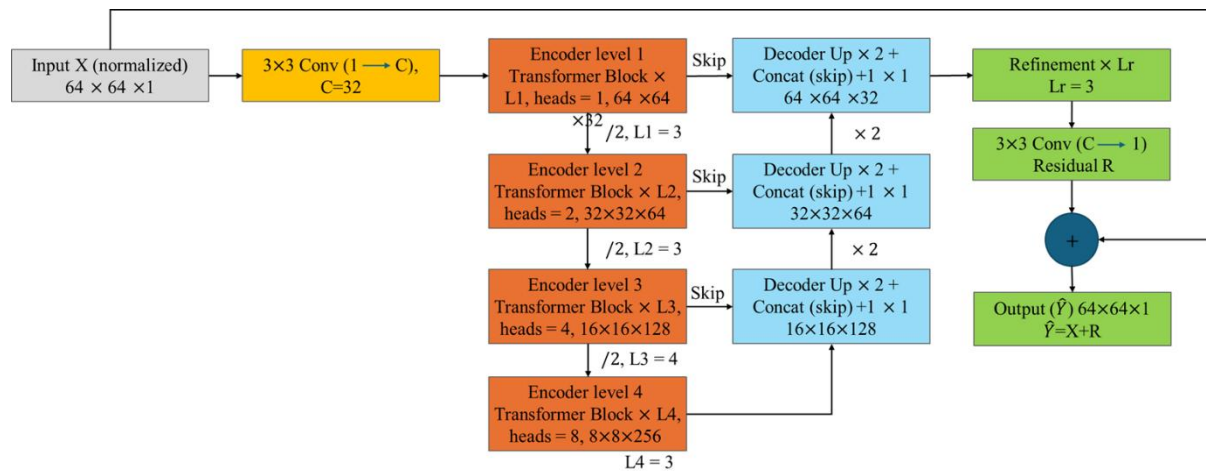 Input X (normalized)
64 × 64 ×1
3×3 Conv (1 → C),
C=32
Encoder level 1
Transformer Block ×
L1, heads = 1, 64 ×64
×32
/2, L1 = 3
Skip
Decoder Up × 2 +
Concat (skip) +1 × 1
64 ×64 ×32
× 2
Refinement × Lr
Lr = 3
3×3 Conv (C → 1)
Residual R
+
Output (Ŷ) 64×64×1
Ŷ=X+R
Encoder level 2
Transformer Block × L2,
heads = 2, 32×32×64
/2, L2 = 3
Skip
Decoder Up × 2 +
Concat (skip) +1 × 1
32×32×64
× 2
Encoder level 3
Transformer Block × L3,
heads = 4, 16×16×128
/2, L3 = 4
Skip
Decoder Up × 2 +
Concat (skip) +1 × 1
16×16×128
Encoder level 4
Transformer Block × L4,
heads = 8, 8×8×256
L4 = 3